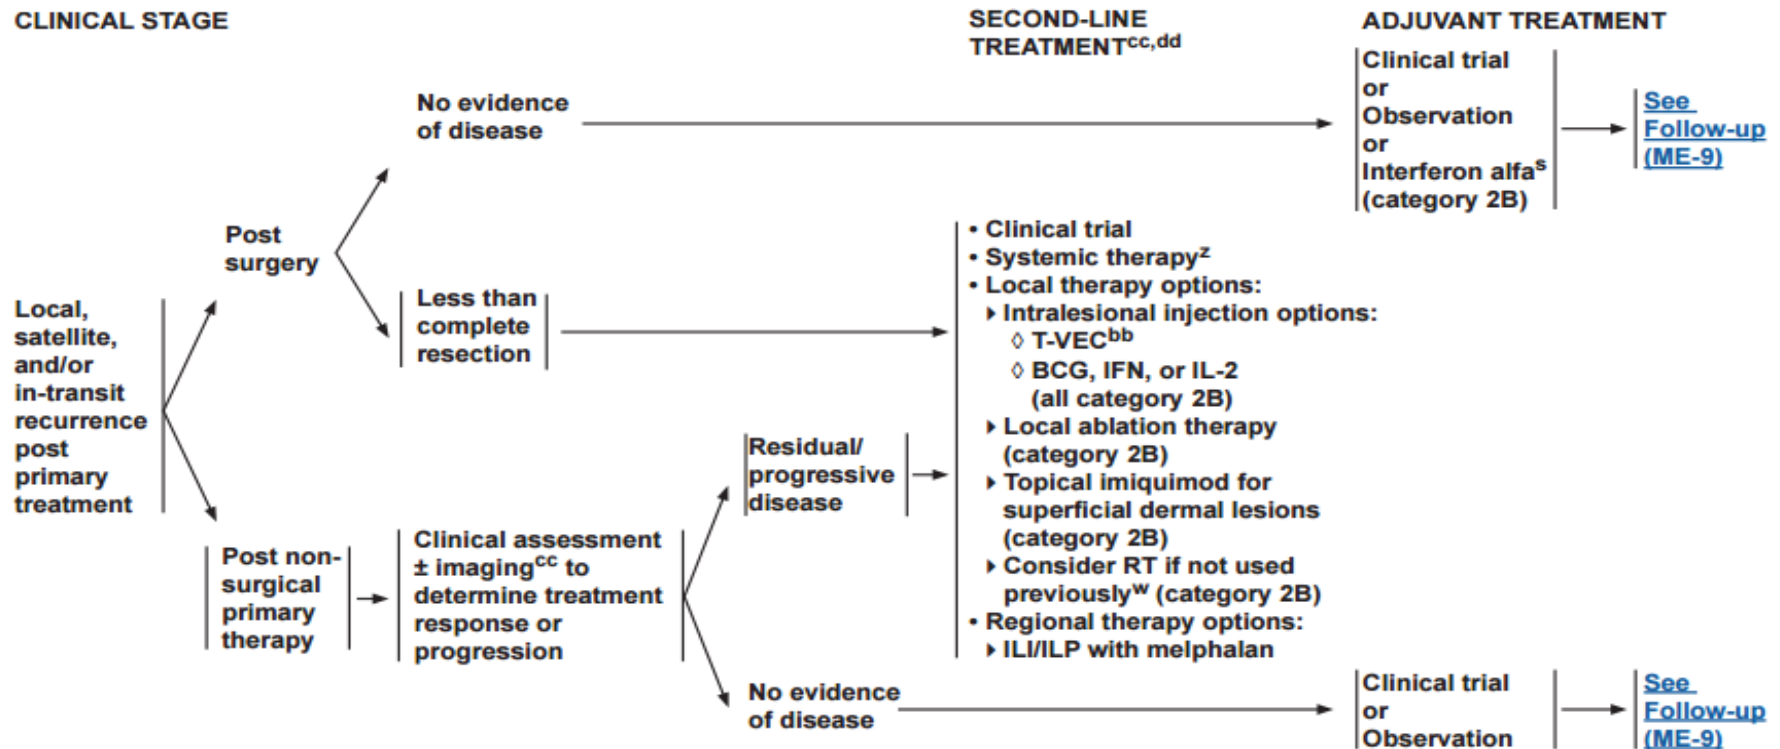 CLINICAL STAGE
SECOND-LINE
TREATMENTcc,dd
ADJUVANT TREATMENT
Local,
satellite,
and/or
in-transit
recurrence
post
primary
treatment
Post
surgery
No evidence
of disease
Clinical trial
or
Observation
or
Interferon alfas
(category 2B)
See
Follow-up
(ME-9)
Less than
complete
resection
Post non-
surgical
primary
therapy
Clinical assessment
± imagingcc to
determine treatment
response or
progression
Residual/
progressive
disease
• Clinical trial
• Systemic therapyz
• Local therapy options:
▸ Intralesional injection options:
◊ T-VECbb
◊ BCG, IFN, or IL-2
(all category 2B)
▸ Local ablation therapy
(category 2B)
▸ Topical imiquimod for
superficial dermal lesions
(category 2B)
▸ Consider RT if not used
previouslyw (category 2B)
• Regional therapy options:
▸ ILI/ILP with melphalan
No evidence
of disease
Clinical trial
or
Observation
See
Follow-up
(ME-9)